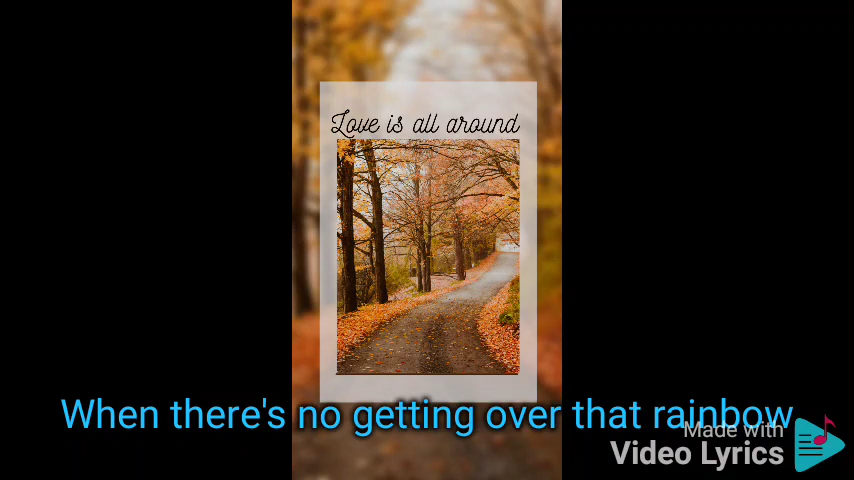 Love is all around
When there's no getting over that rainbow
Made with
Video Lyrics